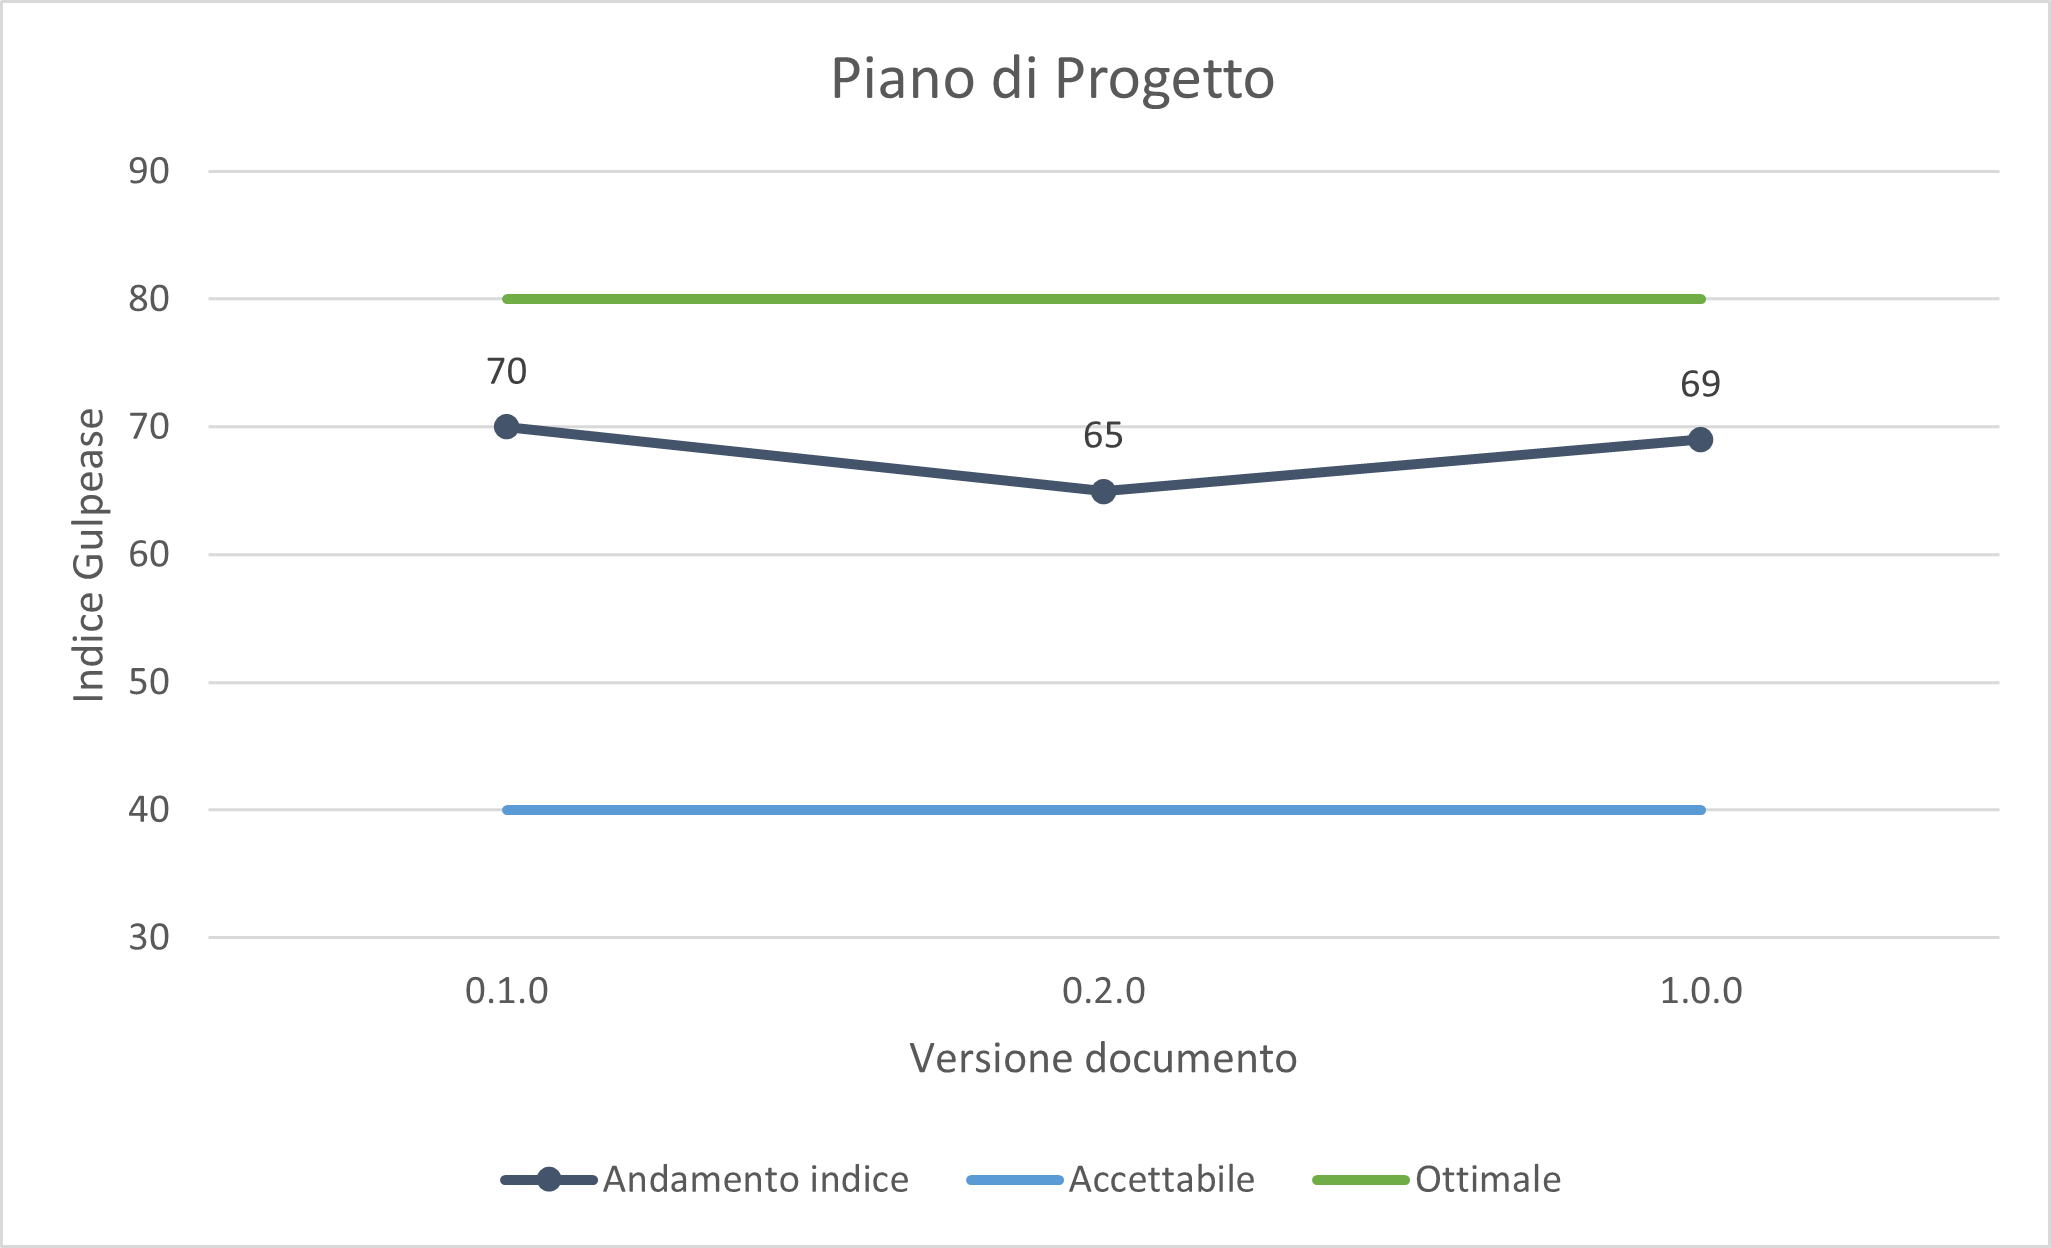 Piano di Progetto
90
80
70
60
50
40
30
Indice Gulpease
70
65
69
0.1.0
0.2.0
1.0.0
Versione documento
Andamento indice
Accettabile
Ottimale